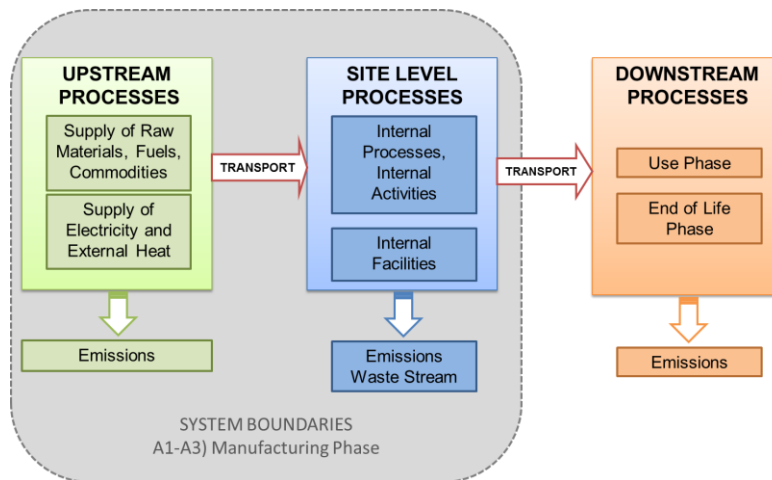 UPSTREAM
PROCESSES
Supply of Raw
Materials, Fuels,
Commodities
Supply of
Electricity and
External Heat
Emissions
TRANSPORT
SITE LEVEL
PROCESSES
Internal
Processes,
Internal
Activities
Internal
Facilities
Emissions
Waste Stream
TRANSPORT
DOWNSTREAM
PROCESSES
Use Phase
End of Life
Phase
Emissions
SYSTEM BOUNDARIES
A1-A3) Manufacturing Phase